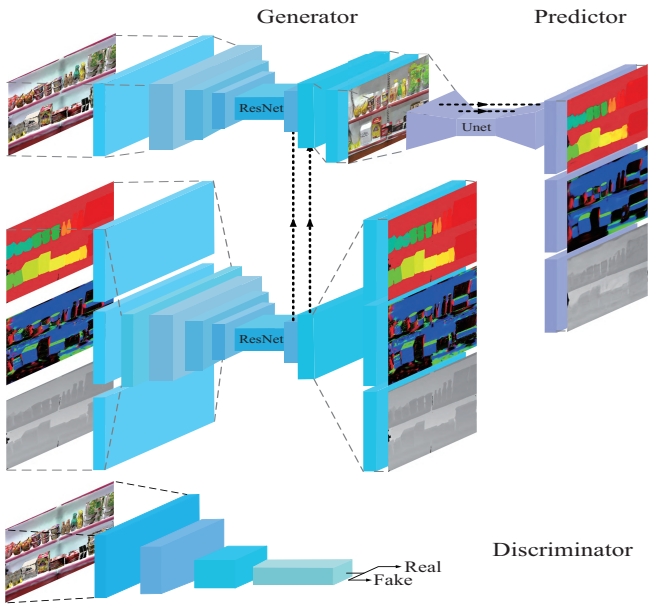 Generator
Predictor
ResNet
Unet
ResNet
Real
Fake
Discriminator